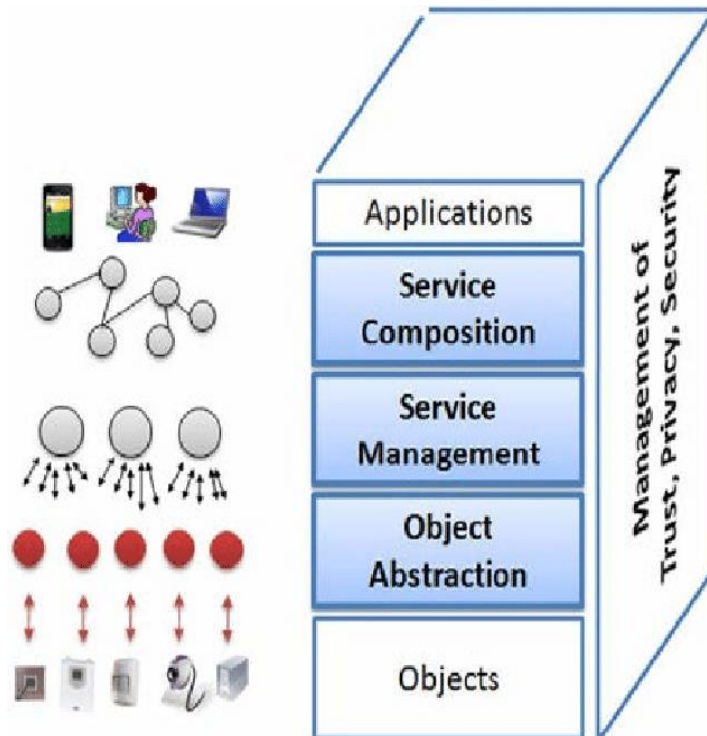 Applications
Service
Composition
Service
Management
Object
Abstraction
Objects
Management of
Trust, Privacy, Security